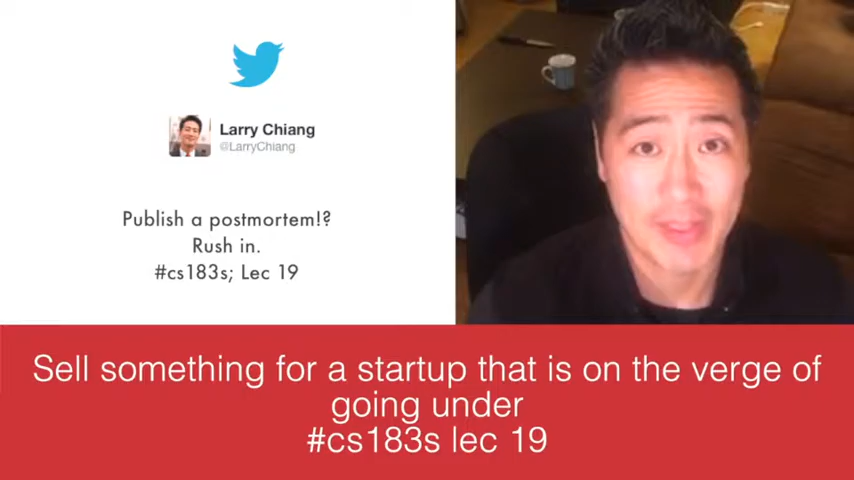 Larry Chiang
@LarryChiang
Publish a postmortem!?
Rush in.
#cs183s; Lec 19
Sell something for a startup that is on the verge of
going under
#cs183s lec 19